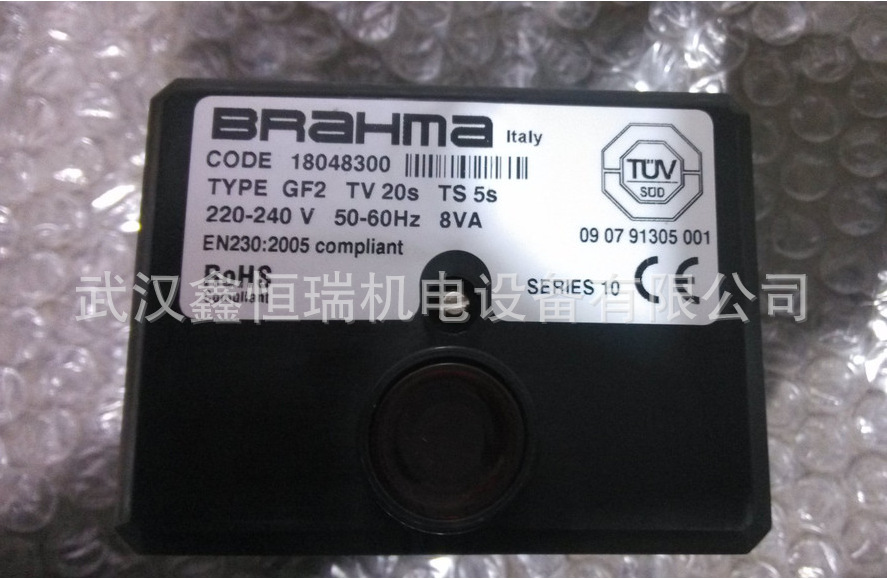 BRAHMA Italy
CODE 18048300
TYPE GF2 TV 20s TS 5s
220-240 V 50-60Hz 8VA
EN230:2005 compliant
RoHS
compliant
TÜV
SÜD
09 07 91305 001
SERIES 10 CE
武汉鑫恒瑞机电设备有限公司